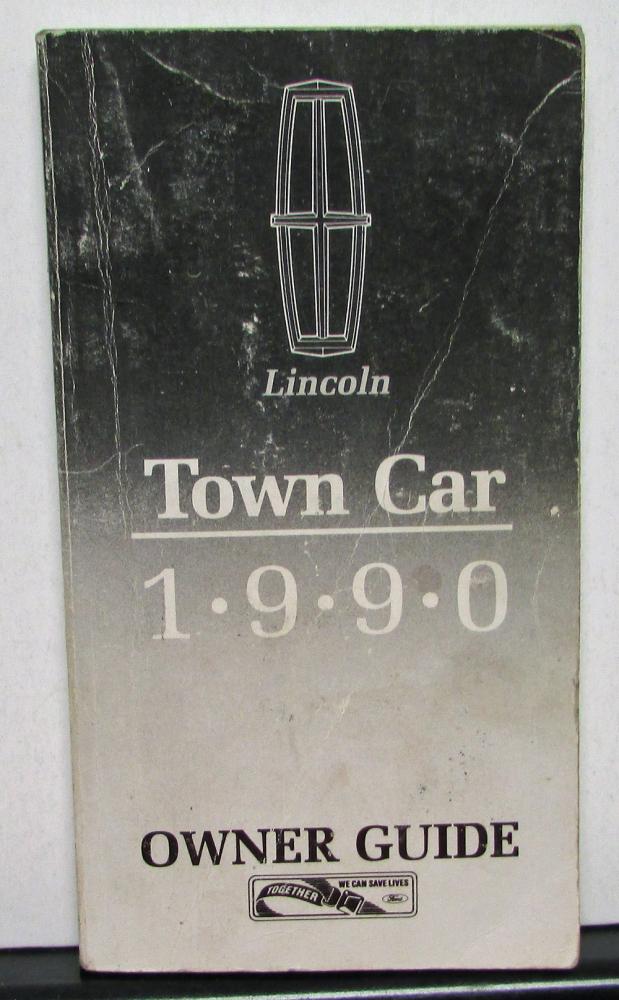 Lincoln
Town Car
1•9•9•0
OWNER GUIDE
TOGETHER WE CAN SAVE LIVES
Ford